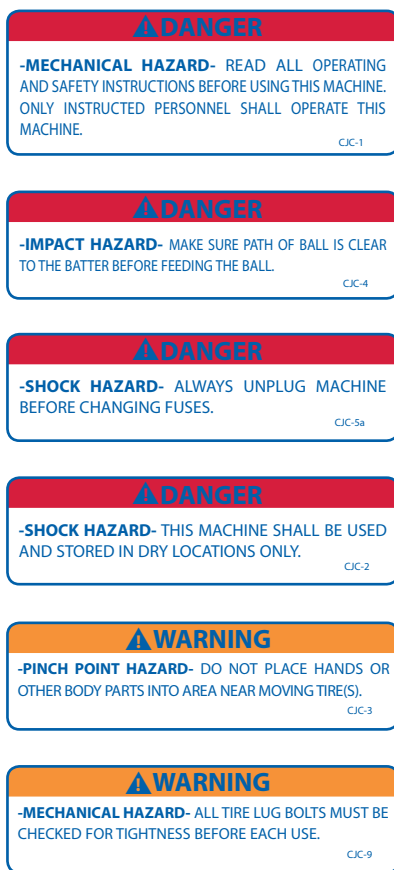 DANGER
-MECHANICAL HAZARD- READ ALL OPERATING
AND SAFETY INSTRUCTIONS BEFORE USING THIS MACHINE.
ONLY INSTRUCTED PERSONNEL SHALL OPERATE THIS
MACHINE.
CJC-1
DANGER
-IMPACT HAZARD- MAKE SURE PATH OF BALL IS CLEAR
TO THE BATTER BEFORE FEEDING THE BALL.
CJC-4
DANGER
-SHOCK HAZARD- ALWAYS UNPLUG MACHINE
BEFORE CHANGING FUSES.
CJC-5a
DANGER
-SHOCK HAZARD- THIS MACHINE SHALL BE USED
AND STORED IN DRY LOCATIONS ONLY.
CJC-2
WARNING
-PINCH POINT HAZARD- DO NOT PLACE HANDS OR
OTHER BODY PARTS INTO AREA NEAR MOVING TIRE(S).
CJC-3
WARNING
-MECHANICAL HAZARD- ALL TIRE LUG BOLTS MUST BE
CHECKED FOR TIGHTNESS BEFORE EACH USE.
CJC-9